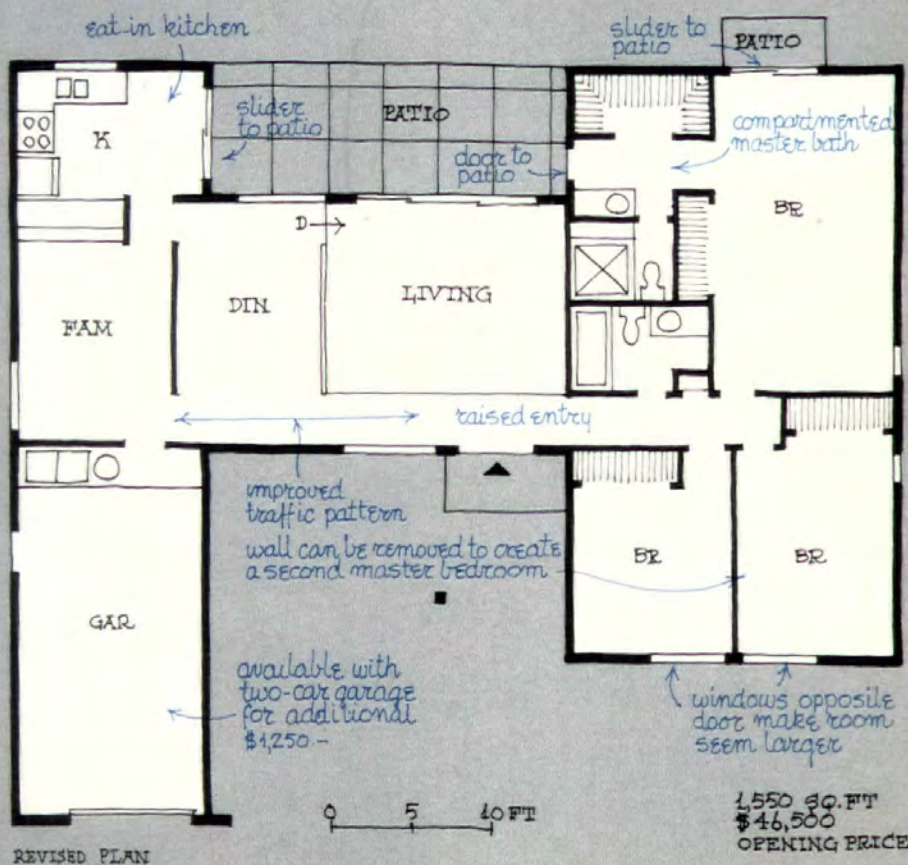 eat-in kitchen
slider to
patio
PATIO
K
slider
to patio
PATIO
door to
patio
compartmented
master bath
BR
D
FAM
DIN
LIVING
raised entry
improved
traffic pattern
wall can be removed to create
a second master bedroom
BR
BR
GAR
available with
two-car garage
for additional
$1,250.-
windows opposite
door make room
seem larger
0 5 10 FT
1,550 SQ.FT
$46,500
OPENING PRICE
REVISED PLAN